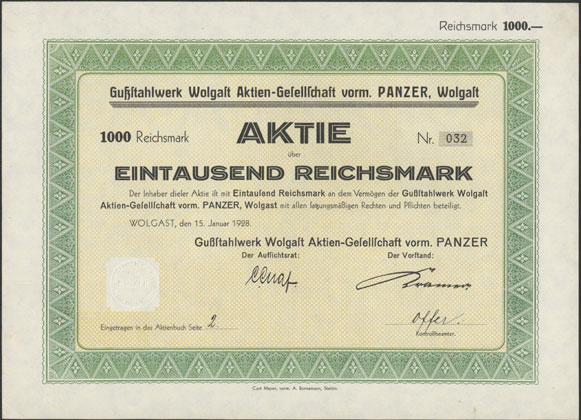 Reichsmark 1000.—
Gußſtahlwerk Wolgaſt Aktien-Geſellſchaft vorm. PANZER, Wolgaſt
1000 Reichsmark
AKTIE
Nr. 032
über
EINTAUSEND REICHSMARK
Der Inhaber dieſer Aktie iſt mit Eintauſend Reichsmark an dem Vermögen der Gußſtahlwerk Wolgaſt
Aktien-Geſellſchaft vorm. PANZER, Wolgast mit allen ſatzungsmäßigen Rechten und Pflichten beteiligt.
WOLGAST, den 15. Januar 1928.
Gußſtahlwerk Wolgaſt Aktien-Geſellſchaft vorm. PANZER
Der Aufſichtsrat:
Der Vorſtand:
Kramer
Eingetragen in das Aktienbuch Seite 2.
Offer.
Kontrollbeamter.
Curt Meyer, vorm. A. Bornemann, Stettin.